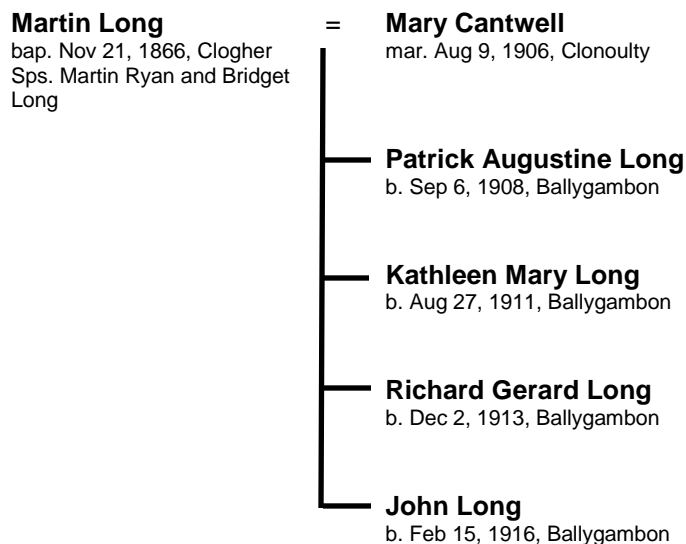 Martin Long
bap. Nov 21, 1866, Clogher
Sps. Martin Ryan and Bridget
Long
=
Mary Cantwell
mar. Aug 9, 1906, Clonoulty
Patrick Augustine Long
b. Sep 6, 1908, Ballygambon
Kathleen Mary Long
b. Aug 27, 1911, Ballygambon
Richard Gerard Long
b. Dec 2, 1913, Ballygambon
John Long
b. Feb 15, 1916, Ballygambon